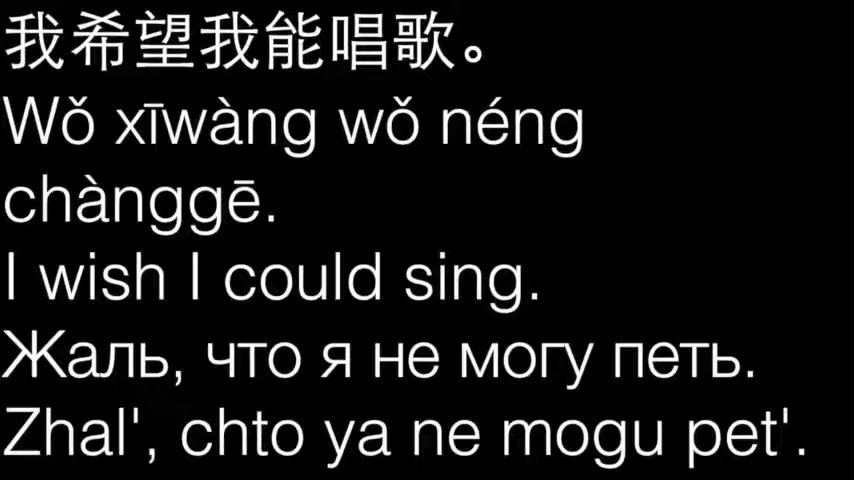 我希望我能唱歌。
Wǒ xīwàng wǒ néng
chànggē.
I wish I could sing.
Жаль, что я не могу петь.
Zhal', chto ya ne mogu pet'.